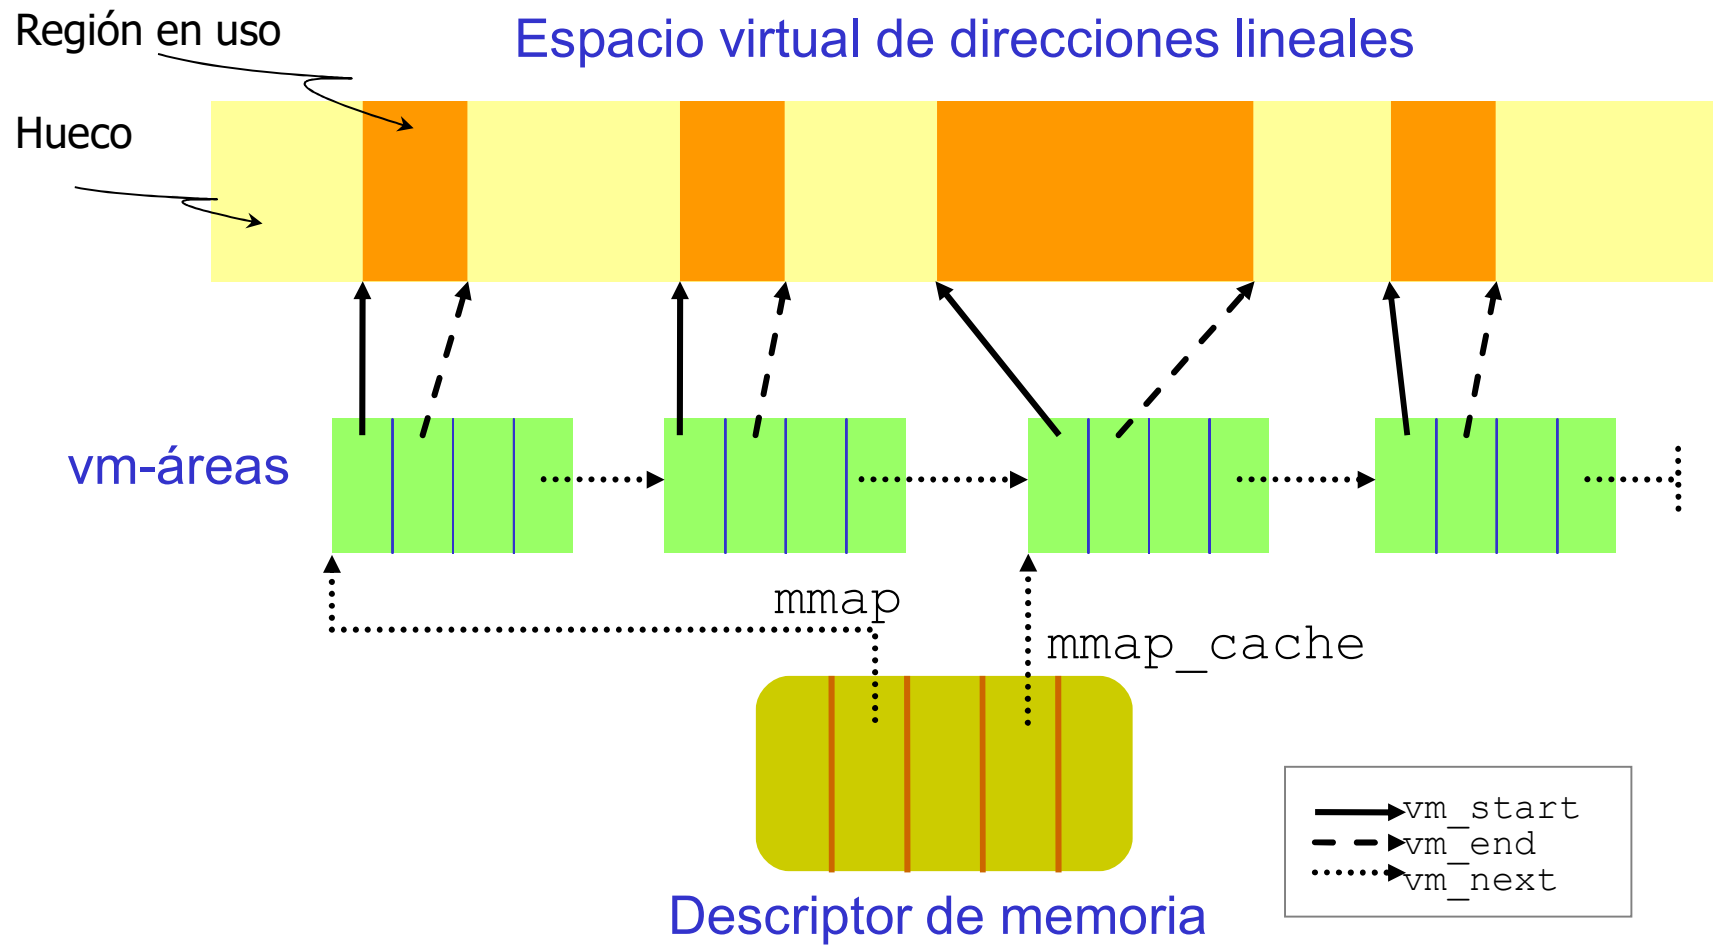 Región en uso
Espacio virtual de direcciones lineales
Hueco
vm-áreas
mmap
mmap_cache
vm_start
vm_end
vm_next
Descriptor de memoria